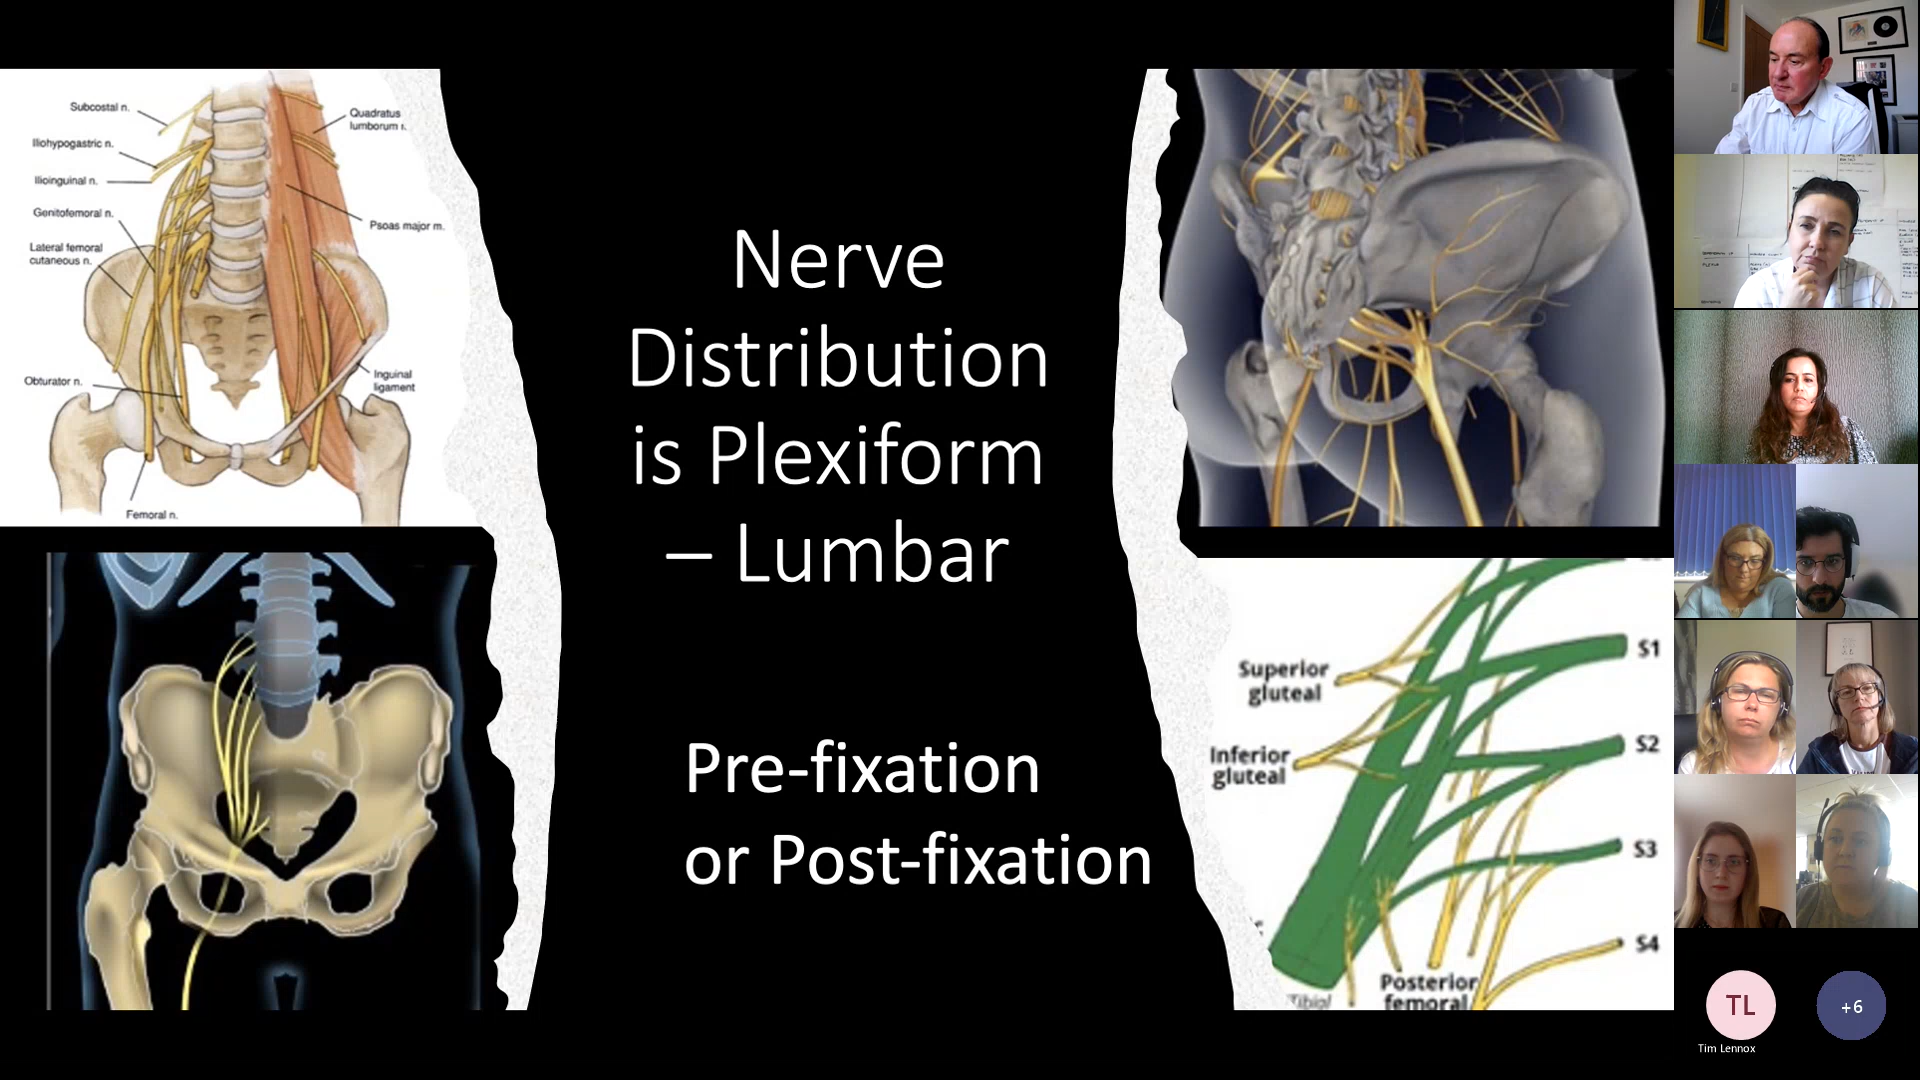 Subcostal n.
Iliohypogastric n.
Ilioinguinal n.
Genitofemoral n.
Lateral femoral
cutaneous n.
Obturator n.
Femoral n.
Quadratus
lumborum
Psoas major m.
Inguinal
ligament
Nerve
Distribution
is Plexiform
– Lumbar
Pre-fixation
or Post-fixation
Superior
gluteal
Inferior
gluteal
S1
S2
S3
S4
Posterior
femoral
Tibial
TL
Tim Lennox
+6